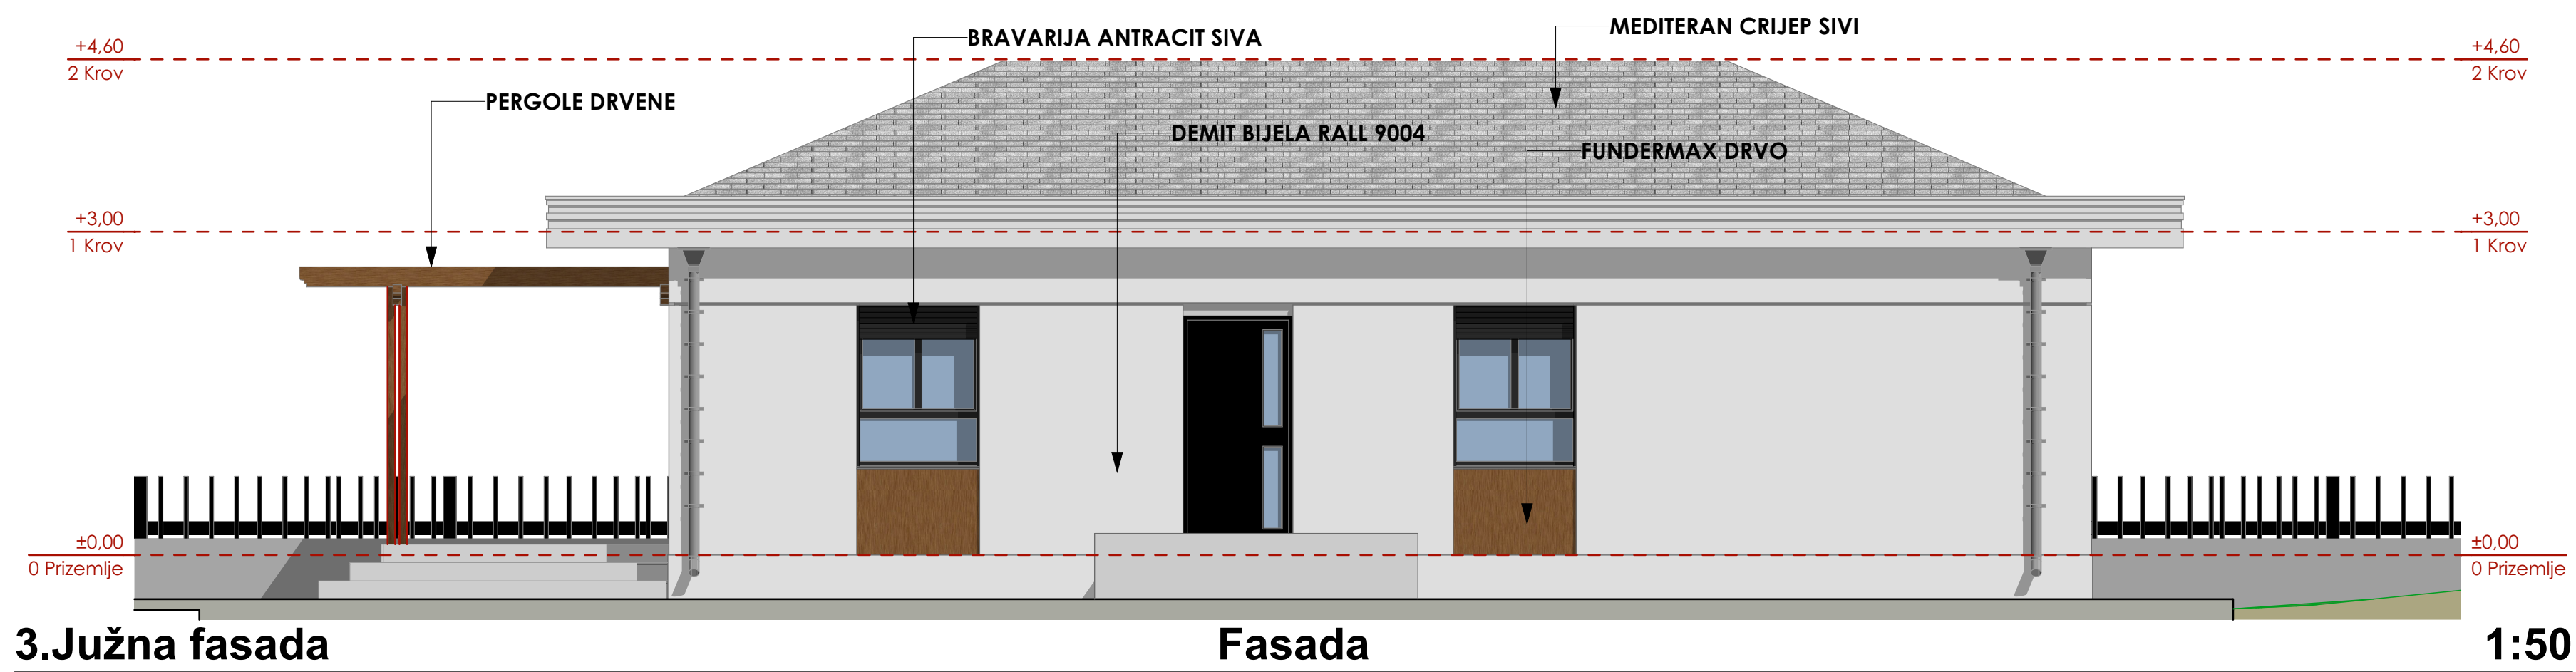 BRAVARIJA ANTRACIT SIVA
MEDITERAN CRIJEP SIVI
+4,60
2 Krov
+4,60
2 Krov
PERGOLE DRVENE
DEMIT BIJELA RALL 9004
FUNDERMAX DRVO
+3,00
1 Krov
+3,00
1 Krov
±0,00
0 Prizemlje
±0,00
0 Prizemlje
3.Južna fasada
Fasada
1:50